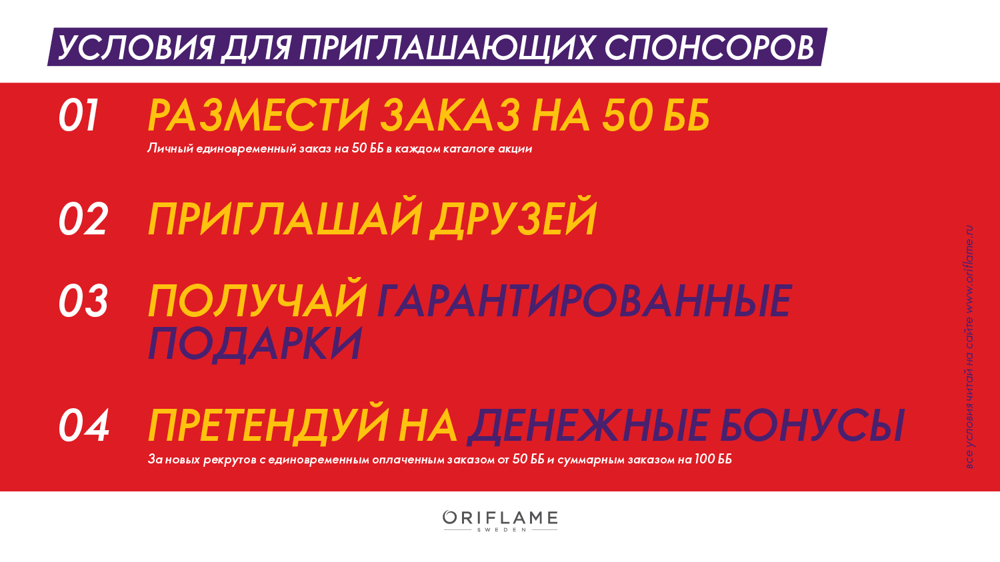 УСЛОВИЯ ДЛЯ ПРИГЛАШАЮЩИХ СПОНСОРОВ
01 РАЗМЕСТИ ЗАКАЗ НА 50 ББ
Личный единовременный заказ на 50 ББ в каждом каталоге акции
02 ПРИГЛАШАЙ ДРУЗЕЙ
03 ПОЛУЧАЙ ГАРАНТИРОВАННЫЕ
ПОДАРКИ
04 ПРЕТЕНДУЙ НА ДЕНЕЖНЫЕ БОНУСЫ
За новых рекрутов с единовременным оплаченным заказом от 50 ББ и суммарным заказом на 100 ББ
все условия читай на сайте www.oriflame.ru
ORIFLAME
SWEDEN